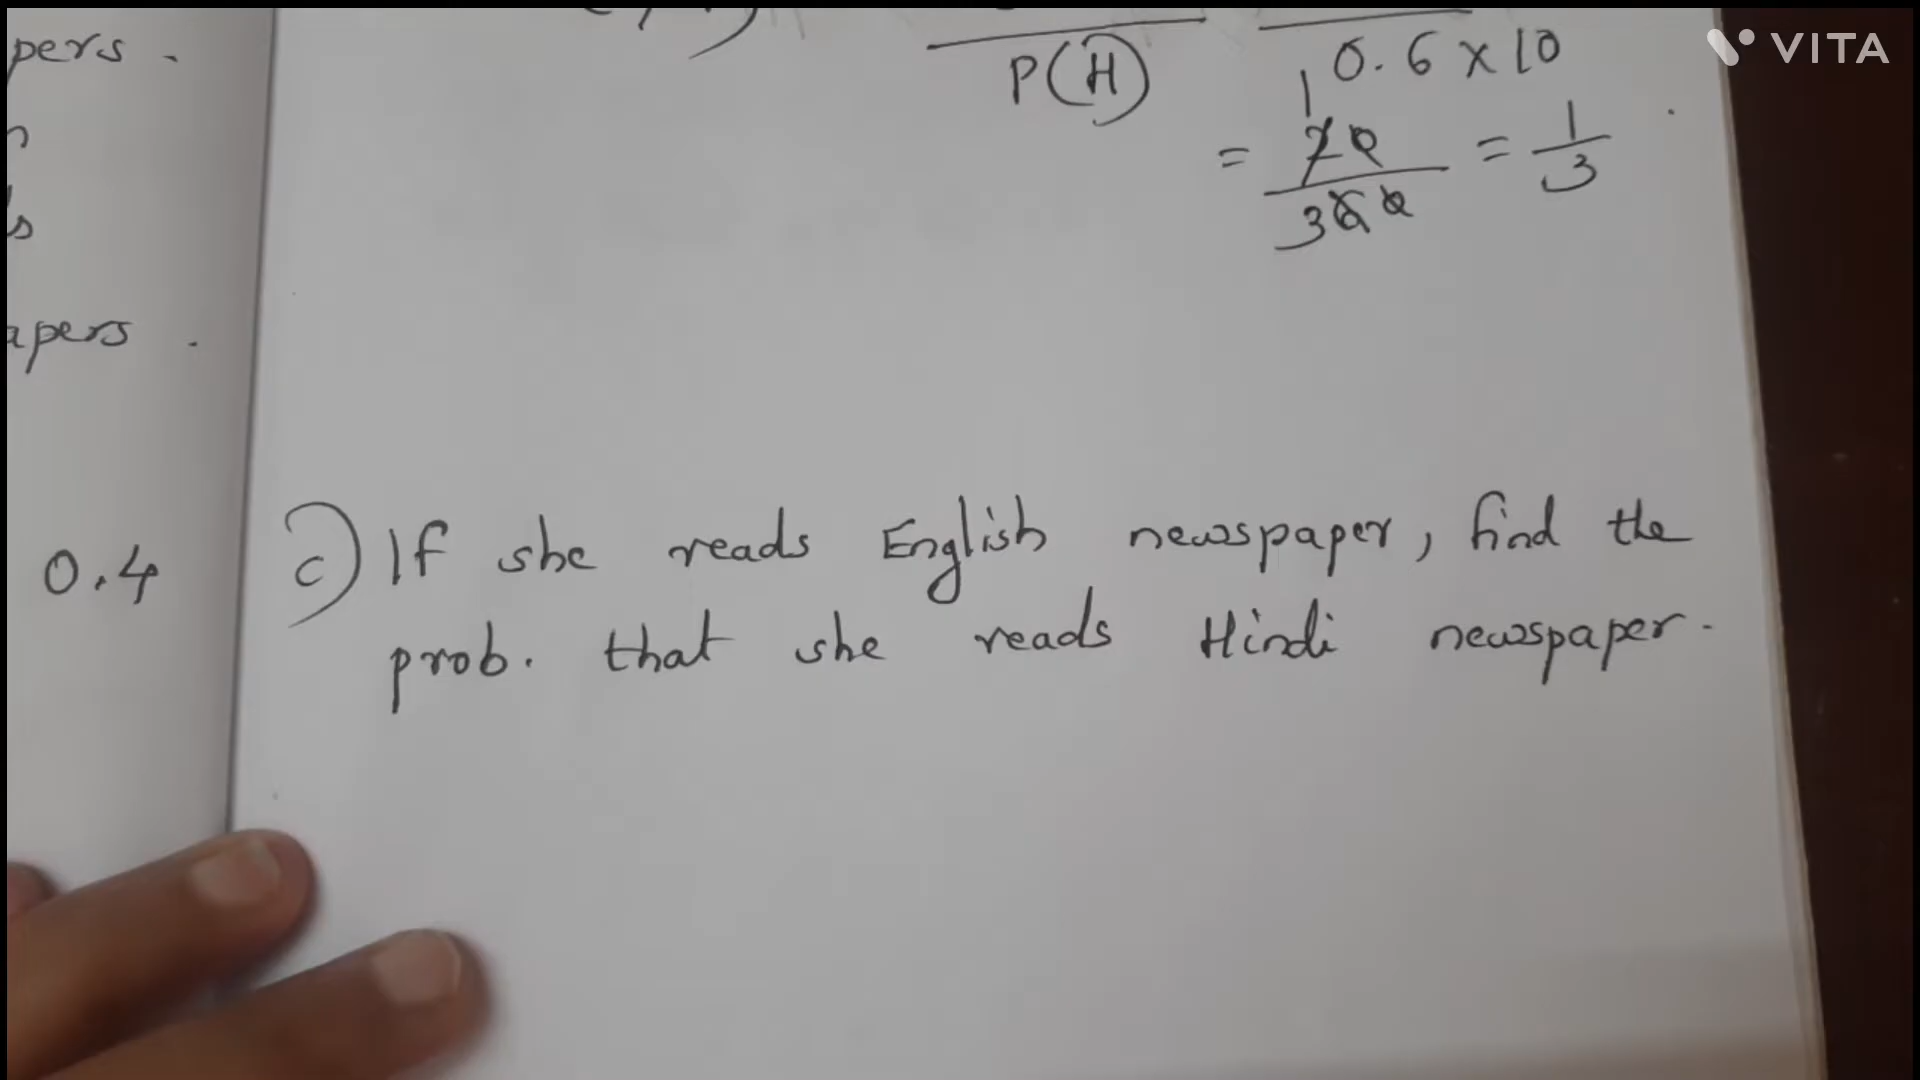 pers.
P(H)
0.6 x 10
1
= 20 = 1
360 3
apers.
0.4
c) If she reads English newspaper, find the
prob. that she reads Hindi newspaper.
VITA